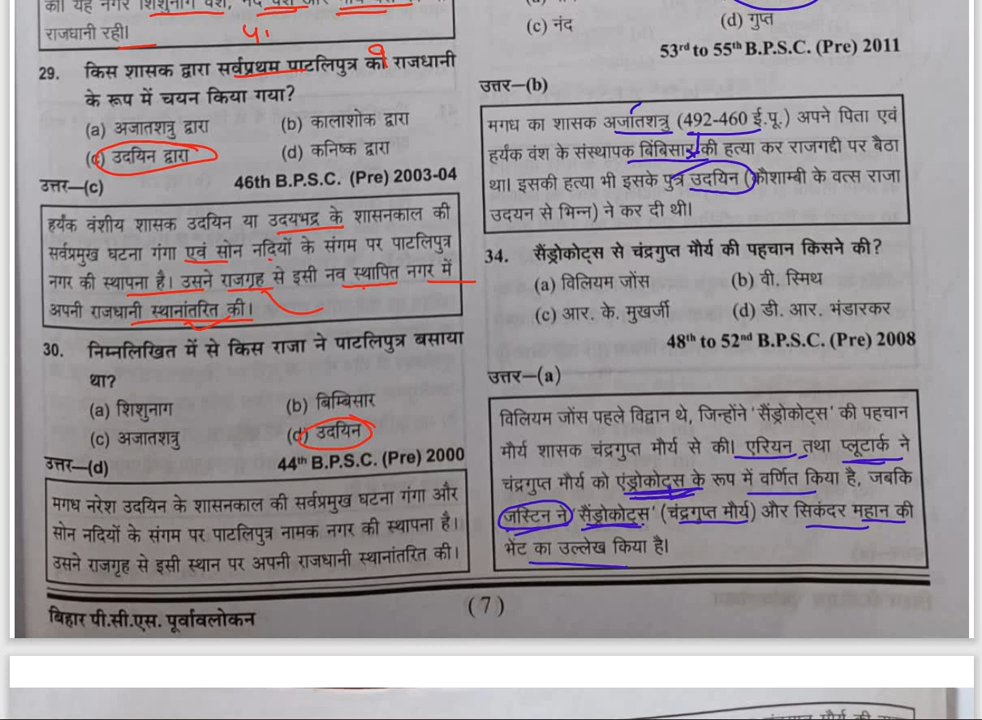 की। यह नगर शिशुनाग वंश, नंद वंश और मौर्य वंश की भी
राजधानी रही।
29. किस शासक द्वारा सर्वप्रथम पाटलिपुत्र की राजधानी
के रूप में चयन किया गया?
(a) अजातशत्रु द्वारा (b) कालाशोक द्वारा
(c) उदयिन द्वारा (d) कनिष्क द्वारा
उत्तर—(c) 46th B.P.S.C. (Pre) 2003-04
हर्यक वंशीय शासक उदयिन या उदयभद्र के शासनकाल की
सर्वप्रमुख घटना गंगा एवं सोन नदियों के संगम पर पाटलिपुत्र
नगर की स्थापना है। उसने राजगृह से इसी नव स्थापित नगर में
अपनी राजधानी स्थानांतरित की।
30. निम्नलिखित में से किस राजा ने पाटलिपुत्र बसाया
था?
(a) शिशुनाग (b) बिम्बिसार
(c) अजातशत्रु (d) उदयिन
उत्तर—(d) 44th B.P.S.C. (Pre) 2000
मगध नरेश उदयिन के शासनकाल की सर्वप्रमुख घटना गंगा और
सोन नदियों के संगम पर पाटलिपुत्र नामक नगर की स्थापना है।
उसने राजगृह से इसी स्थान पर अपनी राजधानी स्थानांतरित की।
(c) नंद (d) गुप्त
53rd to 55th B.P.S.C. (Pre) 2011
उत्तर—(b)
मगध का शासक अजातशत्रु (492-460 ई.पू.) अपने पिता एवं
हर्यक वंश के संस्थापक बिंबिसार की हत्या कर राजगद्दी पर बैठा
था। इसकी हत्या भी इसके पुत्र उदयिन (कौशाम्बी के वत्स राजा
उदयन से भिन्न) ने कर दी थी।
34. सैंड्रोकोट्स से चंद्रगुप्त मौर्य की पहचान किसने की?
(a) विलियम जोंस (b) वी. स्मिथ
(c) आर. के. मुखर्जी (d) डी. आर. भंडारकर
48th to 52nd B.P.S.C. (Pre) 2008
उत्तर—(a)
विलियम जोंस पहले विद्वान थे, जिन्होंने 'सैंड्रोकोट्स' की पहचान
मौर्य शासक चंद्रगुप्त मौर्य से की। एरियन तथा प्लूटार्क ने
चंद्रगुप्त मौर्य को एंड्रोकोट्स के रूप में वर्णित किया है, जबकि
जस्टिन ने 'सैंड्रोकोट्स' (चंद्रगुप्त मौर्य) और सिकंदर महान की
भेंट का उल्लेख किया है।
बिहार पी.सी.एस. पूर्वावलोकन (7)